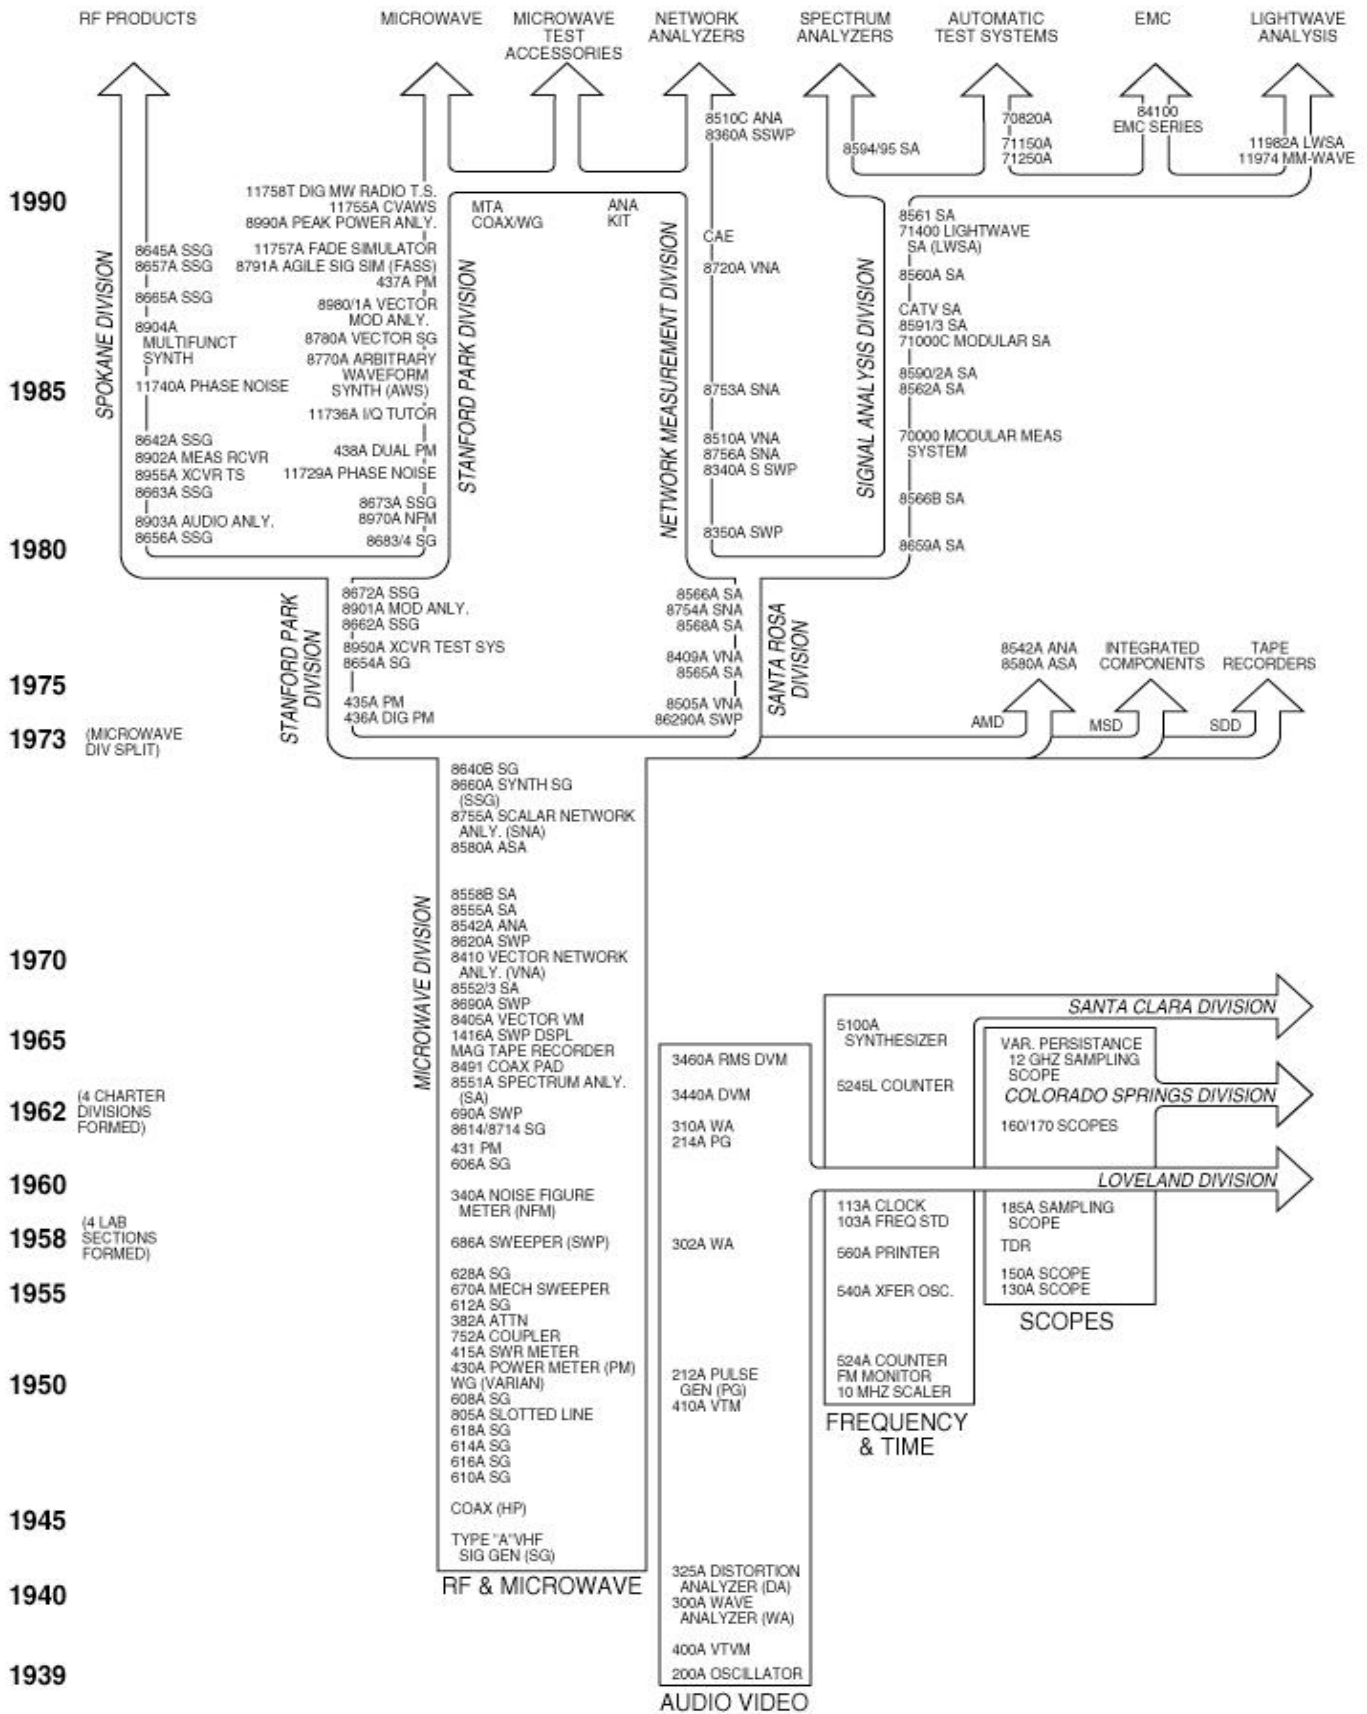 RF PRODUCTS
MICROWAVE
MICROWAVE
TEST
ACCESSORIES
NETWORK
ANALYZERS
SPECTRUM
ANALYZERS
AUTOMATIC
TEST SYSTEMS
EMC
LIGHTWAVE
ANALYSIS
8510C ANA
8360A SSWP
8594/95 SA
70820A
71150A
71250A
84100
EMC SERIES
11982A LWSA
11974 MM-WAVE
1990
SPOKANE DIVISION
8645A SSG
8657A SSG
8665A SSG
8904A
MULTIFUNCT
SYNTH
11740A PHASE NOISE
8642A SSG
8902A MEAS RCVR
8955A XCVR TS
8663A SSG
8903A AUDIO ANLY.
8656A SSG
11758T DIG MW RADIO T.S.
11755A CVAWS
8990A PEAK POWER ANLY.
11757A FADE SIMULATOR
8791A AGILE SIG SIM (FASS)
437A PM
8980/1A VECTOR
MOD ANLY.
8780A VECTOR SG
8770A ARBITRARY
WAVEFORM
SYNTH (AWS)
11736A I/Q TUTOR
438A DUAL PM
11729A PHASE NOISE
8673A SSG
8970A NFM
8683/4 SG
STANFORD PARK DIVISION
MTA
COAX/WG
ANA
KIT
NETWORK MEASUREMENT DIVISION
CAE
8720A VNA
8753A SNA
8510A VNA
8756A SNA
8340A S SWP
8350A SWP
SIGNAL ANALYSIS DIVISION
8561 SA
71400 LIGHTWAVE
SA (LWSA)
8560A SA
CATV SA
8591/3 SA
71000C MODULAR SA
8590/2A SA
8562A SA
70000 MODULAR MEAS
SYSTEM
8566B SA
8659A SA
1985
1980
STANFORD PARK
DIVISION
8672A SSG
8901A MOD ANLY.
8662A SSG
8950A XCVR TEST SYS
8654A SG
435A PM
436A DIG PM
8566A SA
8754A SNA
8568A SA
8409A VNA
8565A SA
8505A VNA
86290A SWP
SANTA ROSA
DIVISION
8542A ANA
8580A ASA
INTEGRATED
COMPONENTS
TAPE
RECORDERS
AMD
MSD
SDD
1975
1973
(MICROWAVE
DIV SPLIT)
MICROWAVE DIVISION
8640B SG
8660A SYNTH SG
(SSG)
8755A SCALAR NETWORK
ANLY. (SNA)
8580A ASA
8558B SA
8555A SA
8542A ANA
8620A SWP
8410 VECTOR NETWORK
ANLY. (VNA)
8552/3 SA
8690A SWP
8405A VECTOR VM
1416A SWP DSPL
MAG TAPE RECORDER
8491 COAX PAD
8551A SPECTRUM ANLY.
(SA)
690A SWP
8614/8714 SG
431 PM
606A SG
340A NOISE FIGURE
METER (NFM)
686A SWEEPER (SWP)
628A SG
670A MECH SWEEPER
612A SG
382A ATTN
752A COUPLER
415A SWR METER
430A POWER METER (PM)
WG (VARIAN)
608A SG
805A SLOTTED LINE
618A SG
614A SG
616A SG
610A SG
COAX (HP)
TYPE "A"VHF
SIG GEN (SG)
RF & MICROWAVE
1970
1965
1962
(4 CHARTER
DIVISIONS
FORMED)
1960
1958
(4 LAB
SECTIONS
FORMED)
1955
1950
1945
1940
1939
3460A RMS DVM
3440A DVM
310A WA
214A PG
302A WA
212A PULSE
GEN (PG)
410A VTM
325A DISTORTION
ANALYZER (DA)
300A WAVE
ANALYZER (WA)
400A VTVM
200A OSCILLATOR
AUDIO VIDEO
5100A
SYNTHESIZER
5245L COUNTER
113A CLOCK
103A FREQ STD
560A PRINTER
540A XFER OSC.
524A COUNTER
FM MONITOR
10 MHZ SCALER
FREQUENCY
& TIME
SANTA CLARA DIVISION
VAR. PERSISTANCE
12 GHZ SAMPLING
SCOPE
COLORADO SPRINGS DIVISION
160/170 SCOPES
LOVELAND DIVISION
185A SAMPLING
SCOPE
TDR
150A SCOPE
130A SCOPE
SCOPES